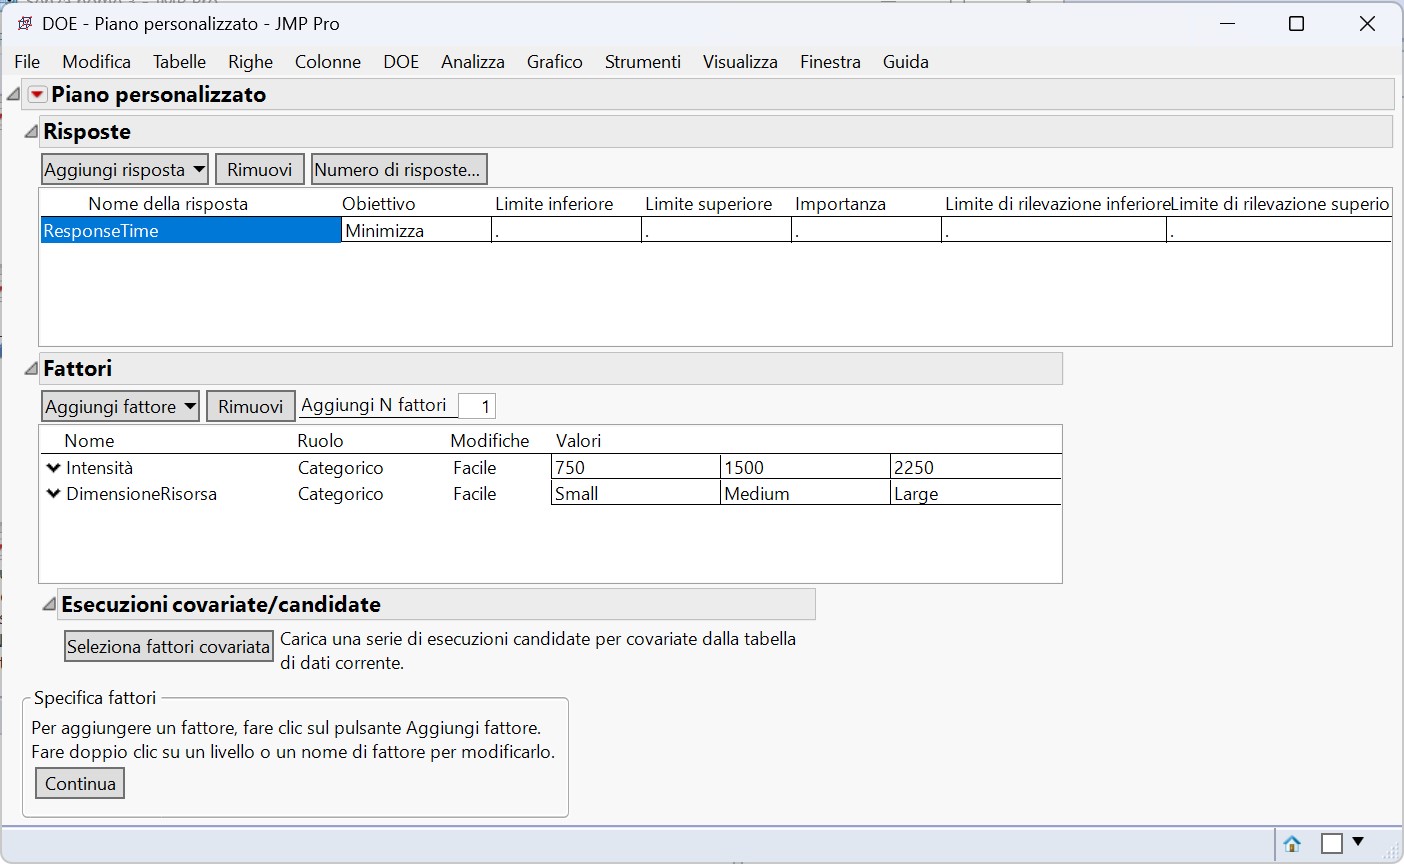 DOE - Piano personalizzato - JMP Pro
File Modifica Tabelle Righe Colonne DOE Analizza Grafico Strumenti Visualizza Finestra Guida
Piano personalizzato
Risposte
Aggiungi risposta Rimuovi Numero di risposte...
Nome della risposta Obiettivo Limite inferiore Limite superiore Importanza Limite di rilevazione inferiore Limite di rilevazione superio
ResponseTime Minimizza . . . . .
Fattori
Aggiungi fattore Rimuovi Aggiungi N fattori 1
Nome Ruolo Modifiche Valori
Intensità Categorico Facile 750 1500 2250
DimensioneRisorsa Categorico Facile Small Medium Large
Esecuzioni covariate/candidate
Seleziona fattori covariata Carica una serie di esecuzioni candidate per covariate dalla tabella
di dati corrente.
Specifica fattori
Per aggiungere un fattore, fare clic sul pulsante Aggiungi fattore.
Fare doppio clic su un livello o un nome di fattore per modificarlo.
Continua